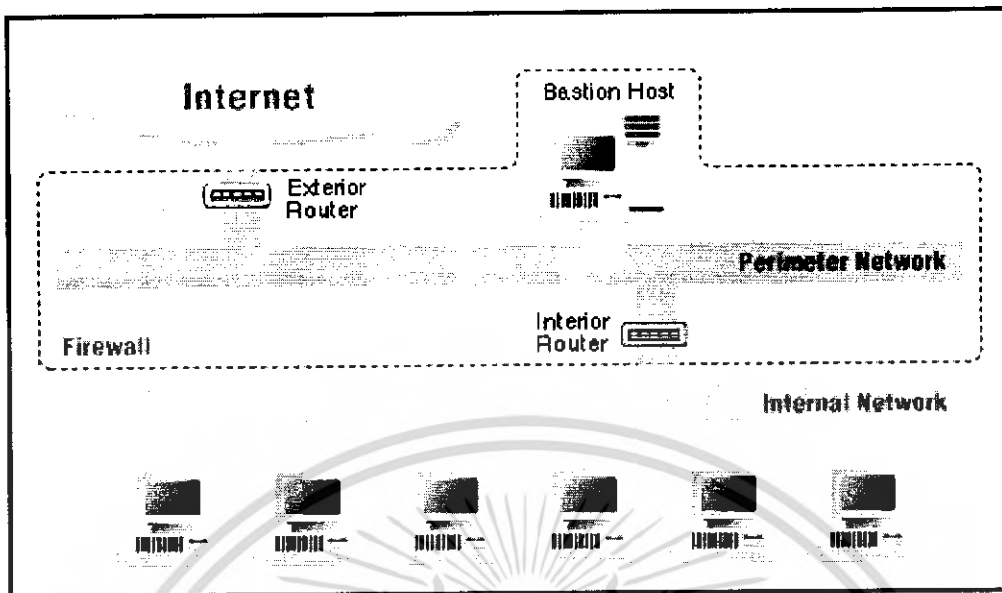 Internet
Bastion Host
Exterior
Router
Perimeter Network
Interior
Router
Firewall
Internal Network